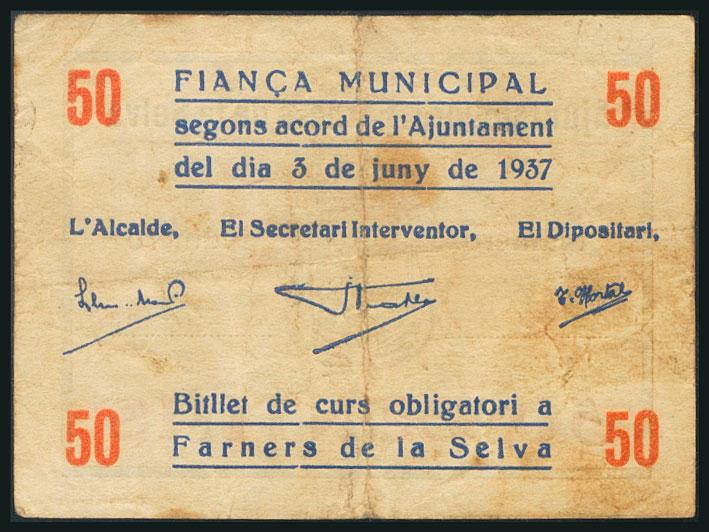 50 FIANÇA MUNICIPAL 50
segons acord de l'Ajuntament
del dia 3 de juny de 1937
L'Alcalde, El Secretari Interventor, El Dipositari,
50 Bitllet de curs obligatori a 50
Farners de la Selva